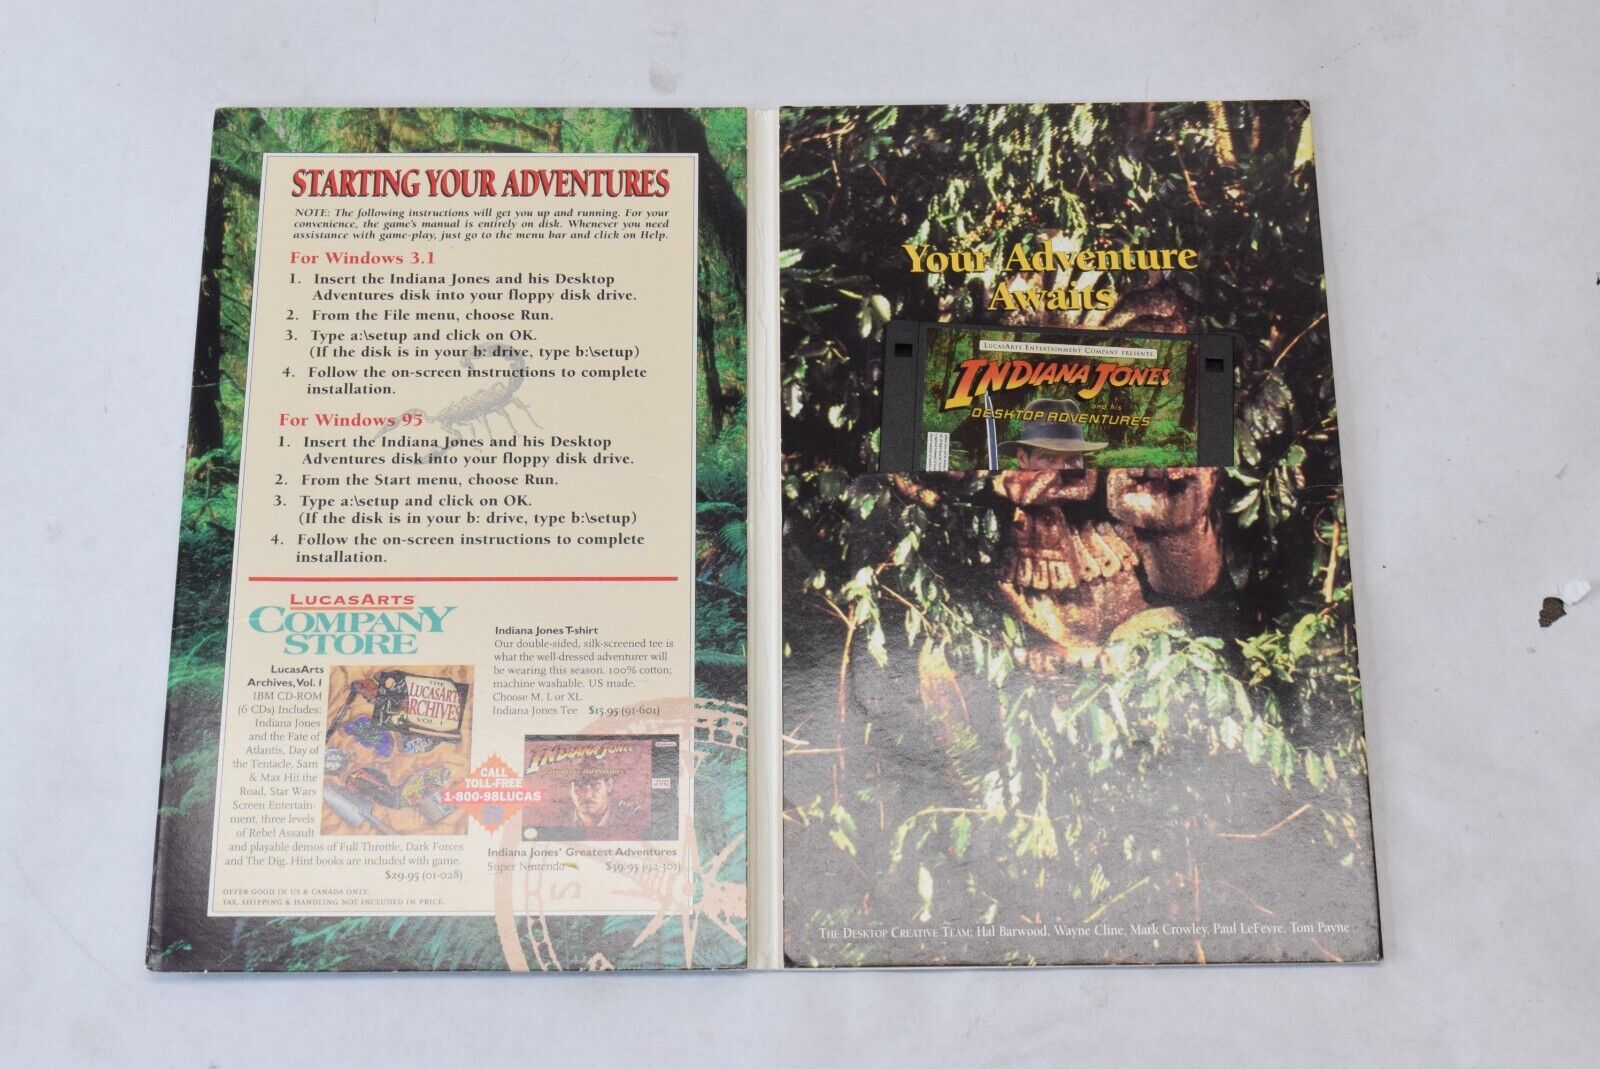 STARTING YOUR ADVENTURES
NOTE: The following instructions will get you up and running. For your
convenience, the game's manual is entirely on disk. Whenever you need
assistance with game-play, just go to the menu bar and click on Help.
For Windows 3.1
1. Insert the Indiana Jones and his Desktop
Adventures disk into your floppy disk drive.
2. From the File menu, choose Run.
3. Type a:\setup and click on OK.
(If the disk is in your b: drive, type b:\setup)
4. Follow the on-screen instructions to complete
installation.
For Windows 95
1. Insert the Indiana Jones and his Desktop
Adventures disk into your floppy disk drive.
2. From the Start menu, choose Run.
3. Type a:\setup and click on OK.
(If the disk is in your b: drive, type b:\setup)
4. Follow the on-screen instructions to complete
installation.
LUCASARTS
COMPANY
STORE
LucasArts
Archives, Vol. I
IBM CD-ROM
(6 CDs) Includes:
Indiana Jones
and the Fate of
Atlantis, Day of
the Tentacle, Sam
& Max Hit the
Road, Star Wars
Screen Entertain-
ment, three levels
of Rebel Assault
and playable demos of Full Throttle, Dark Forces
and The Dig. Hint books are included with game.
$29.95 (01-028)
THE
LUCASARTS
ARCHIVES
VOL. I
Indiana Jones T-shirt
Our double-sided, silk-screened tee is
what the well-dressed adventurer will
be wearing this season. 100% cotton;
machine washable. US made.
Choose M, L or XL.
Indiana Jones Tee $15.95 (91-601)
CALL
TOLL-FREE
1-800-98LUCAS
INDIANA JONES
JVC
Indiana Jones' Greatest Adventures
Super Nintendo $39.95 (92-301)
OFFER GOOD IN US & CANADA ONLY.
TAX, SHIPPING & HANDLING NOT INCLUDED IN PRICE.
Your Adventure
Awaits
LUCASARTS ENTERTAINMENT COMPANY PRESENTS
INDIANA JONES
and his
DESKTOP ADVENTURES
THE DESKTOP CREATIVE TEAM: Hal Barwood, Wayne Cline, Mark Crowley, Paul LeFevre, Tom Payne